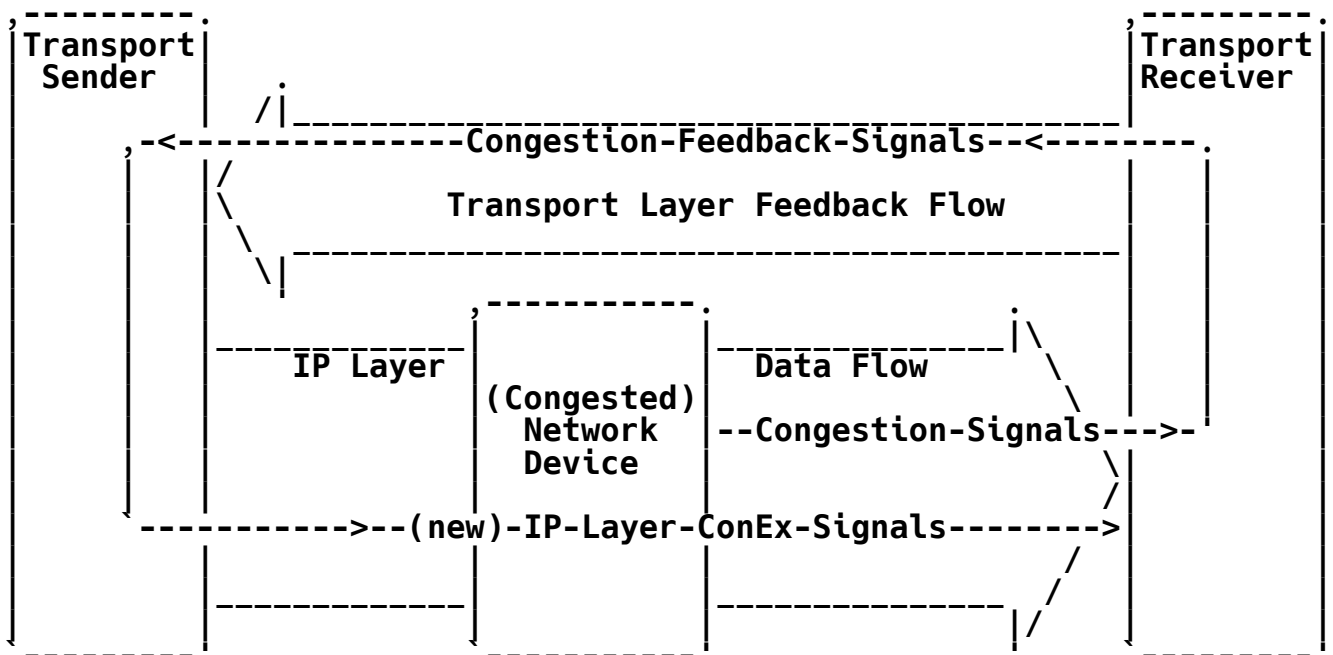 Transport Transport
Sender Receiver
-<---------------Congestion-Feedback-Signals--<--------
Transport Layer Feedback Flow
IP Layer Data Flow
(Congested)
Network --Congestion-Signals--->-
Device
----------->--(new)-IP-Layer-ConEx-Signals-------->